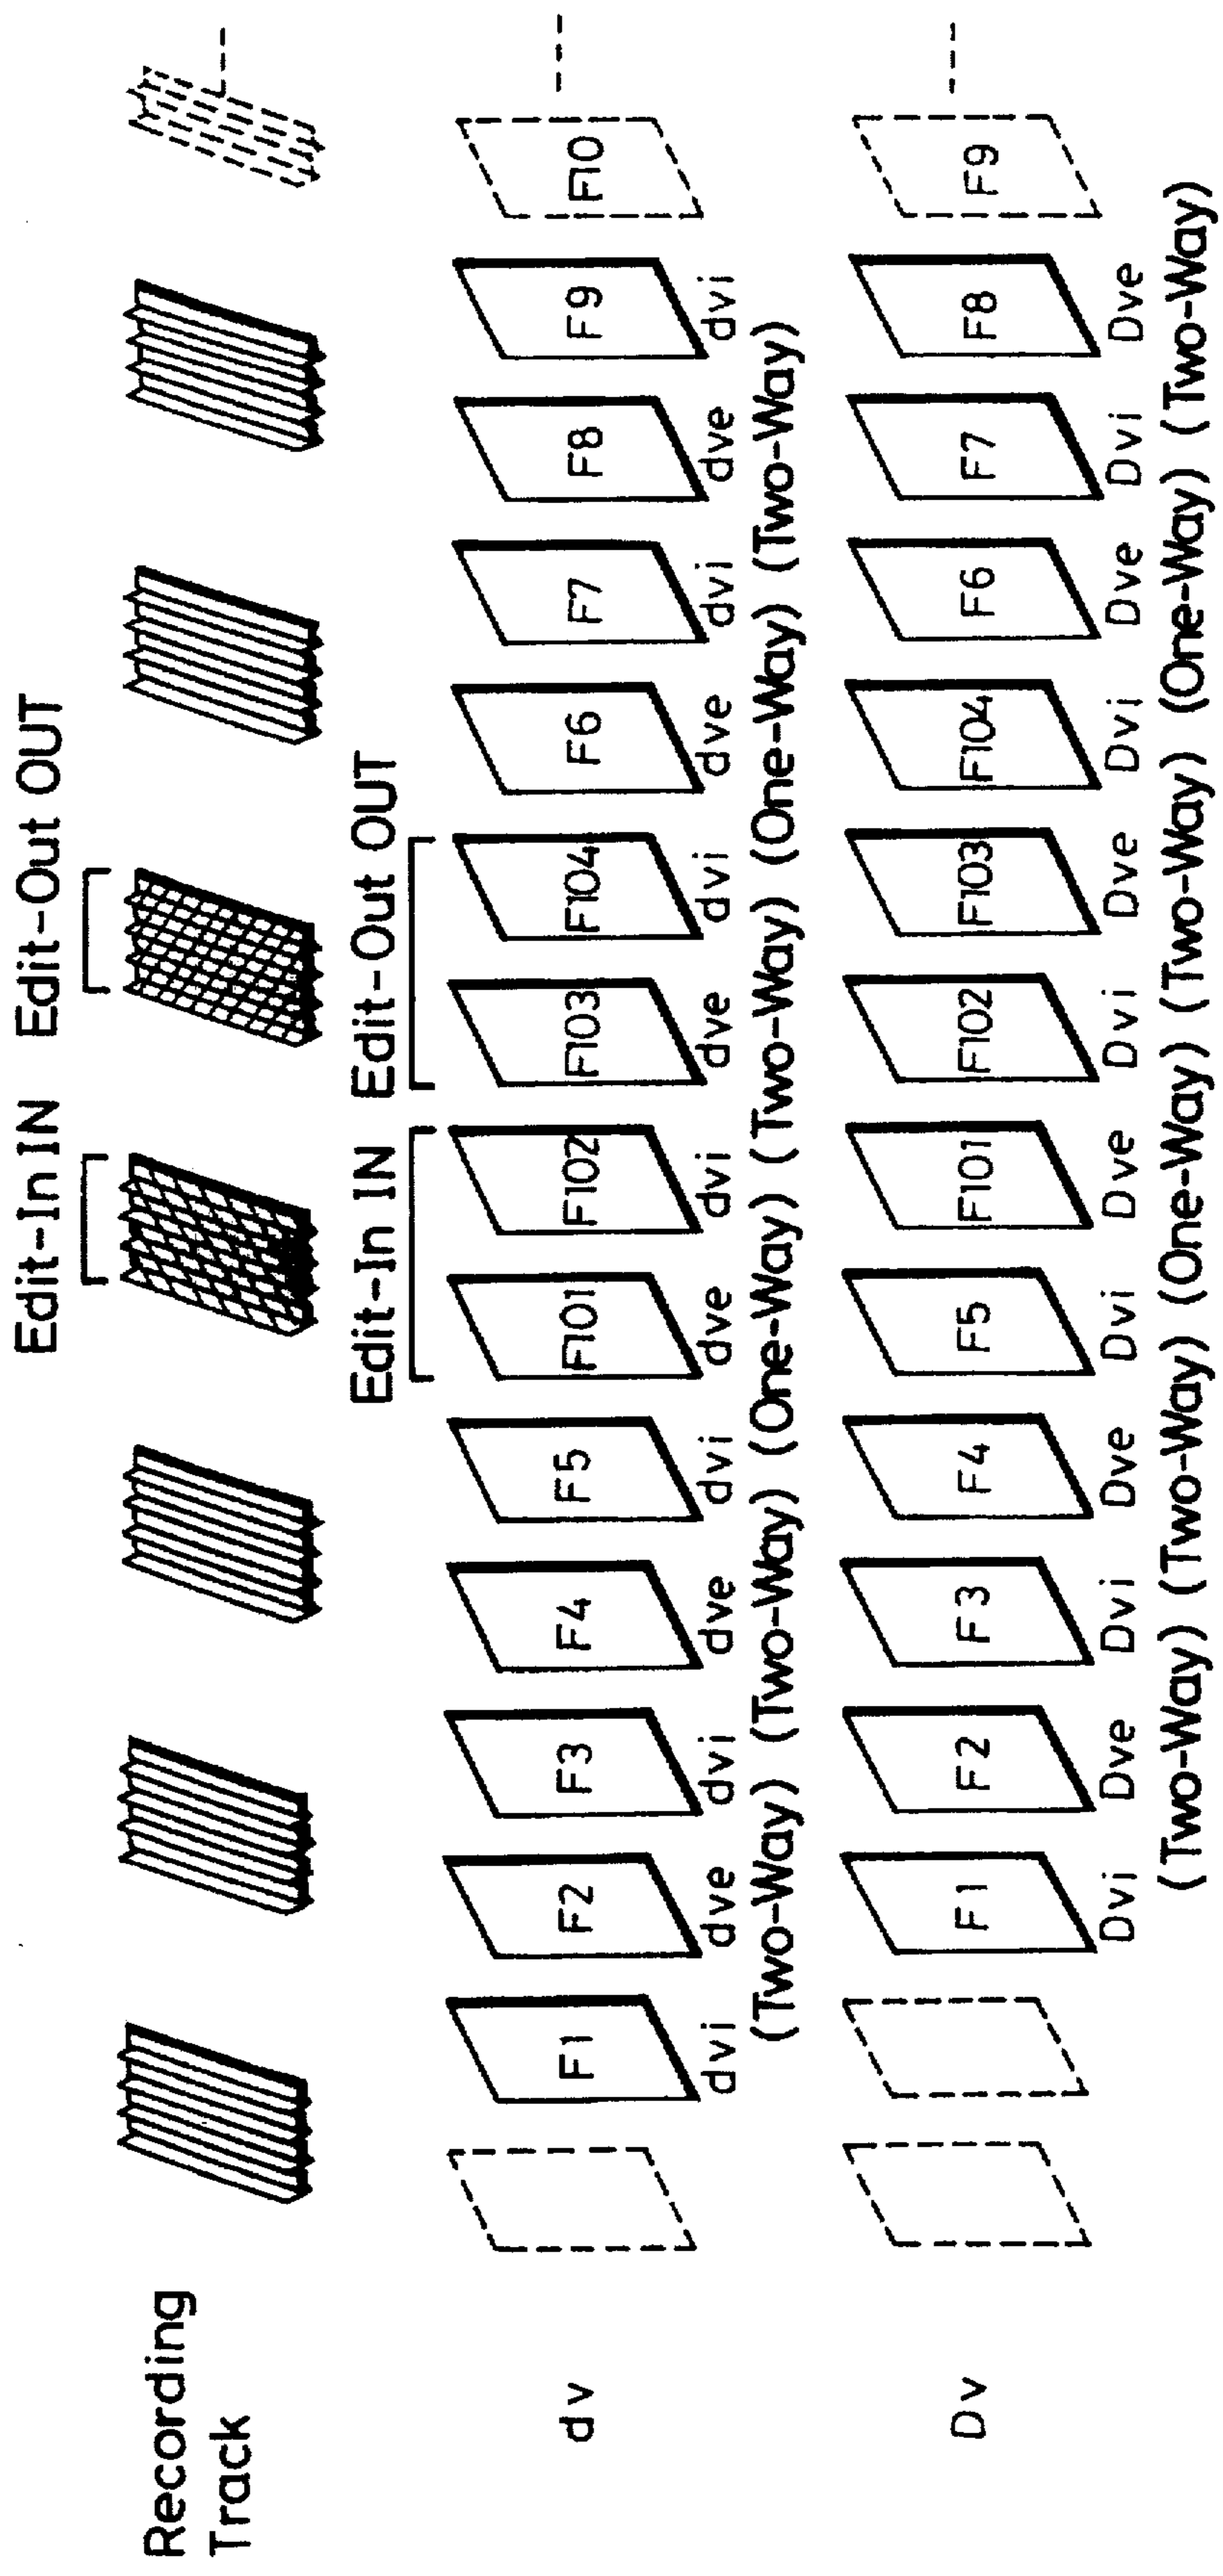 Edit-In IN Edit-Out OUT
Recording
Track
Edit-In IN Edit-Out OUT
dv F1 F2 F3 F4 F5 F101 F102 F103 F104 F6 F7 F8 F9 F10
dvi dve dvi dve dvi dve dvi dve dvi dve dvi dve dvi
(Two-Way) (Two-Way) (One-Way) (Two-Way) (One-Way) (Two-Way)
Dv F1 F2 F3 F4 F5 F101 F102 F103 F104 F6 F7 F8 F9
Dvi Dve Dvi Dve Dvi Dve Dvi Dve Dvi Dve Dvi Dve
(Two-Way) (Two-Way) (One-Way) (Two-Way) (One-Way) (Two-Way)